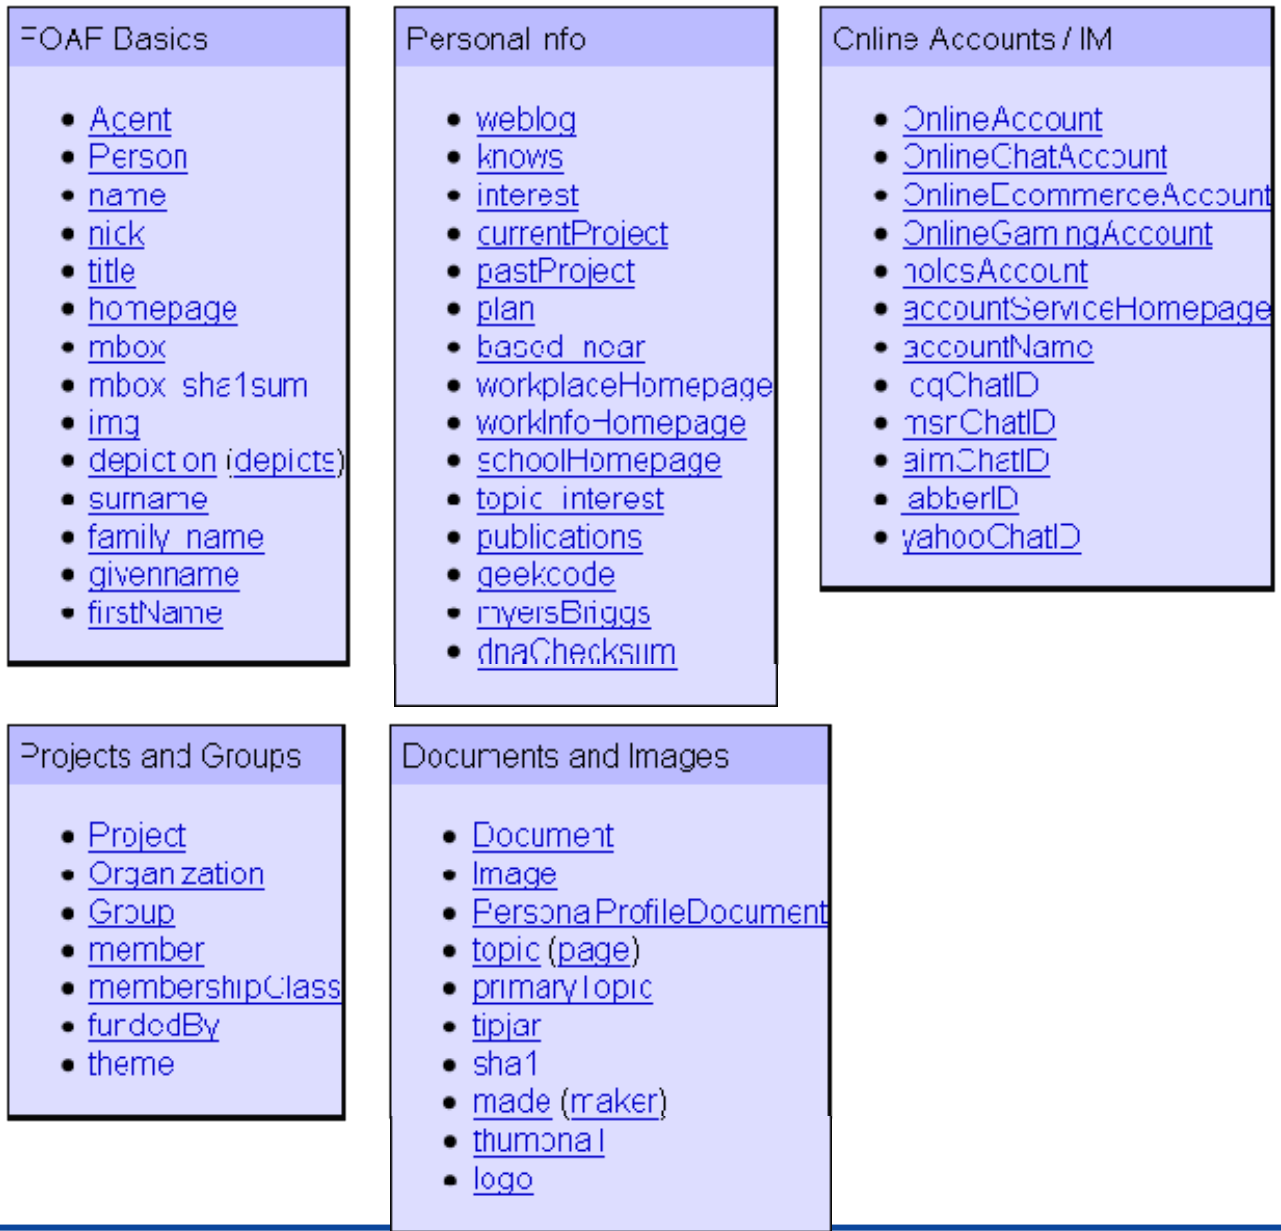 FOAF Basics
Agent
Person
name
nick
title
homepage
mbox
mbox_sha1sum
img
depiction (depicts)
surname
family_name
givenname
firstName
Personal Info
weblog
knows
interest
currentProject
pastProject
plan
based_near
workplaceHomepage
workInfoHomepage
schoolHomepage
topic_interest
publications
geekcode
myersBriggs
dnaChecksum
Online Accounts / IM
OnlineAccount
OnlineChatAccount
OnlineEcommerceAccount
OnlineGamingAccount
holdsAccount
accountServiceHomepage
accountName
icqChatID
msnChatID
aimChatID
jabberID
yahooChatID
Projects and Groups
Project
Organization
Group
member
membershipClass
fundedBy
theme
Documents and Images
Document
Image
PersonalProfileDocument
topic (page)
primaryTopic
tipjar
sha1
made (maker)
thumbnail
logo